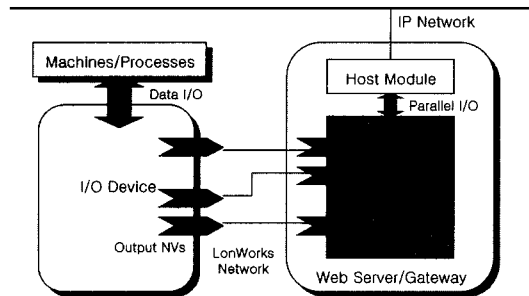 IP Network
Machines/Processes
Host Module
Data I/O
Parallel I/O
I/O Device
Output NVs
LonWorks
Network
Web Server/Gateway